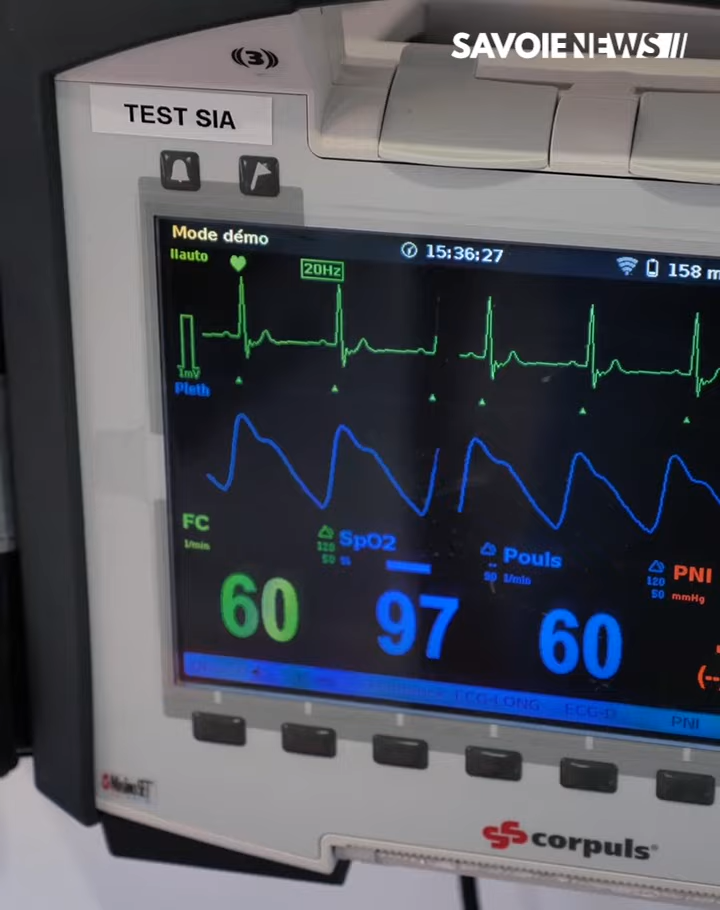 SAVOIENEWS
(((3)))
TEST SIA
Mode démo
15:36:27
158 m
IIauto
20Hz
1mV
Pleth
FC
1/min
120
50
SpO2
Pouls
1/min
120
50
PNI
mmHg
60
97
60
(--
ECG-LONG
ECG-D
PNI
corpuls